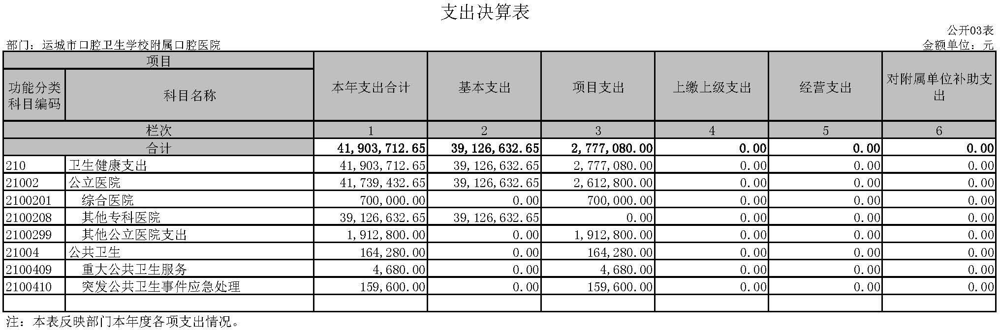 支出决算表
公开03表
部门：运城市口腔卫生学校附属口腔医院 金额单位：元
项目 本年支出合计 基本支出 项目支出 上缴上级支出 经营支出 对附属单位补助支出
功能分类科目编码 科目名称
栏次 1 2 3 4 5 6
合计 41,903,712.65 39,126,632.65 2,777,080.00 0.00 0.00 0.00
210 卫生健康支出 41,903,712.65 39,126,632.65 2,777,080.00 0.00 0.00 0.00
21002 公立医院 41,739,432.65 39,126,632.65 2,612,800.00 0.00 0.00 0.00
2100201 综合医院 700,000.00 0.00 700,000.00 0.00 0.00 0.00
2100208 其他专科医院 39,126,632.65 39,126,632.65 0.00 0.00 0.00 0.00
2100299 其他公立医院支出 1,912,800.00 0.00 1,912,800.00 0.00 0.00 0.00
21004 公共卫生 164,280.00 0.00 164,280.00 0.00 0.00 0.00
2100409 重大公共卫生服务 4,680.00 0.00 4,680.00 0.00 0.00 0.00
2100410 突发公共卫生事件应急处理 159,600.00 0.00 159,600.00 0.00 0.00 0.00
注：本表反映部门本年度各项支出情况。